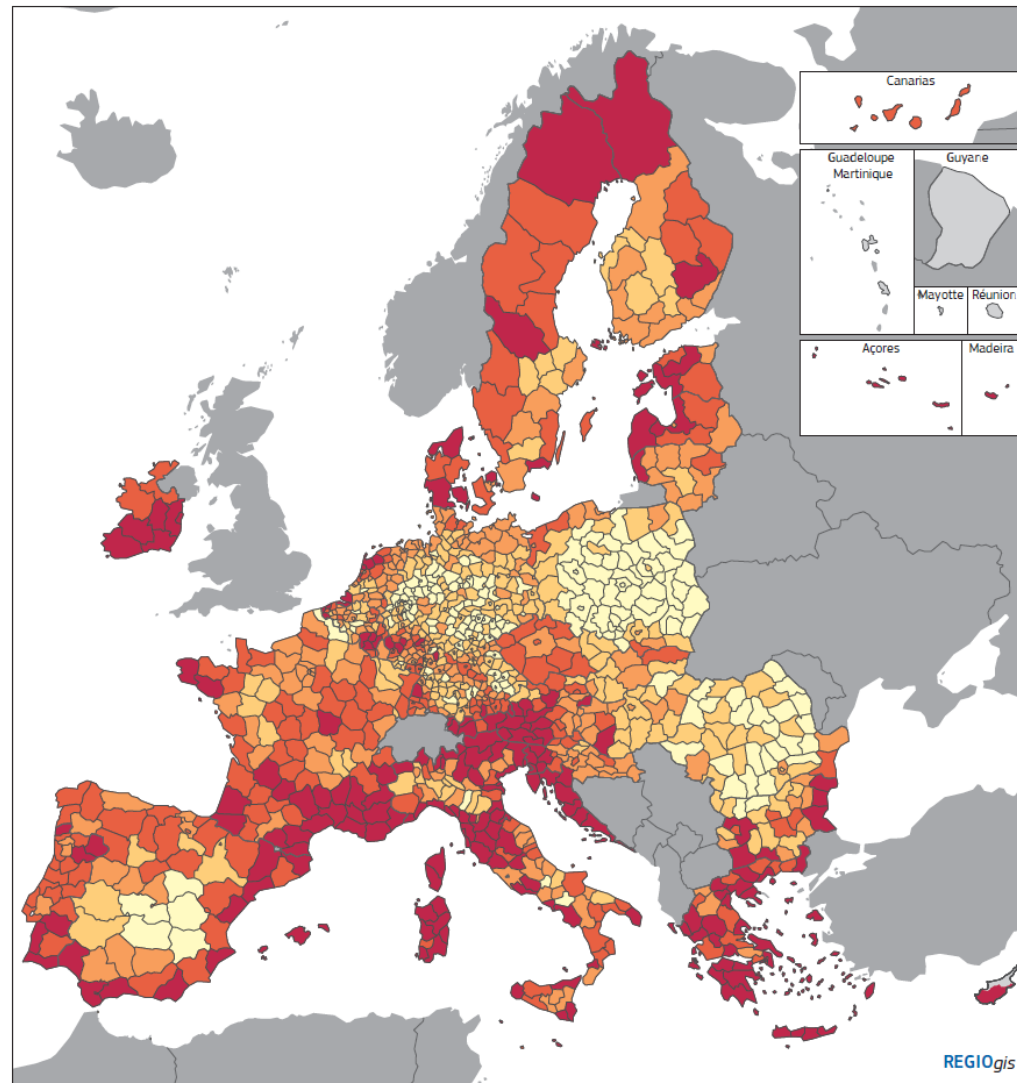 Canarias
Guadeloupe
Martinique
Guyane
Mayotte
Réunion
Açores
Madeira
REGIOgis